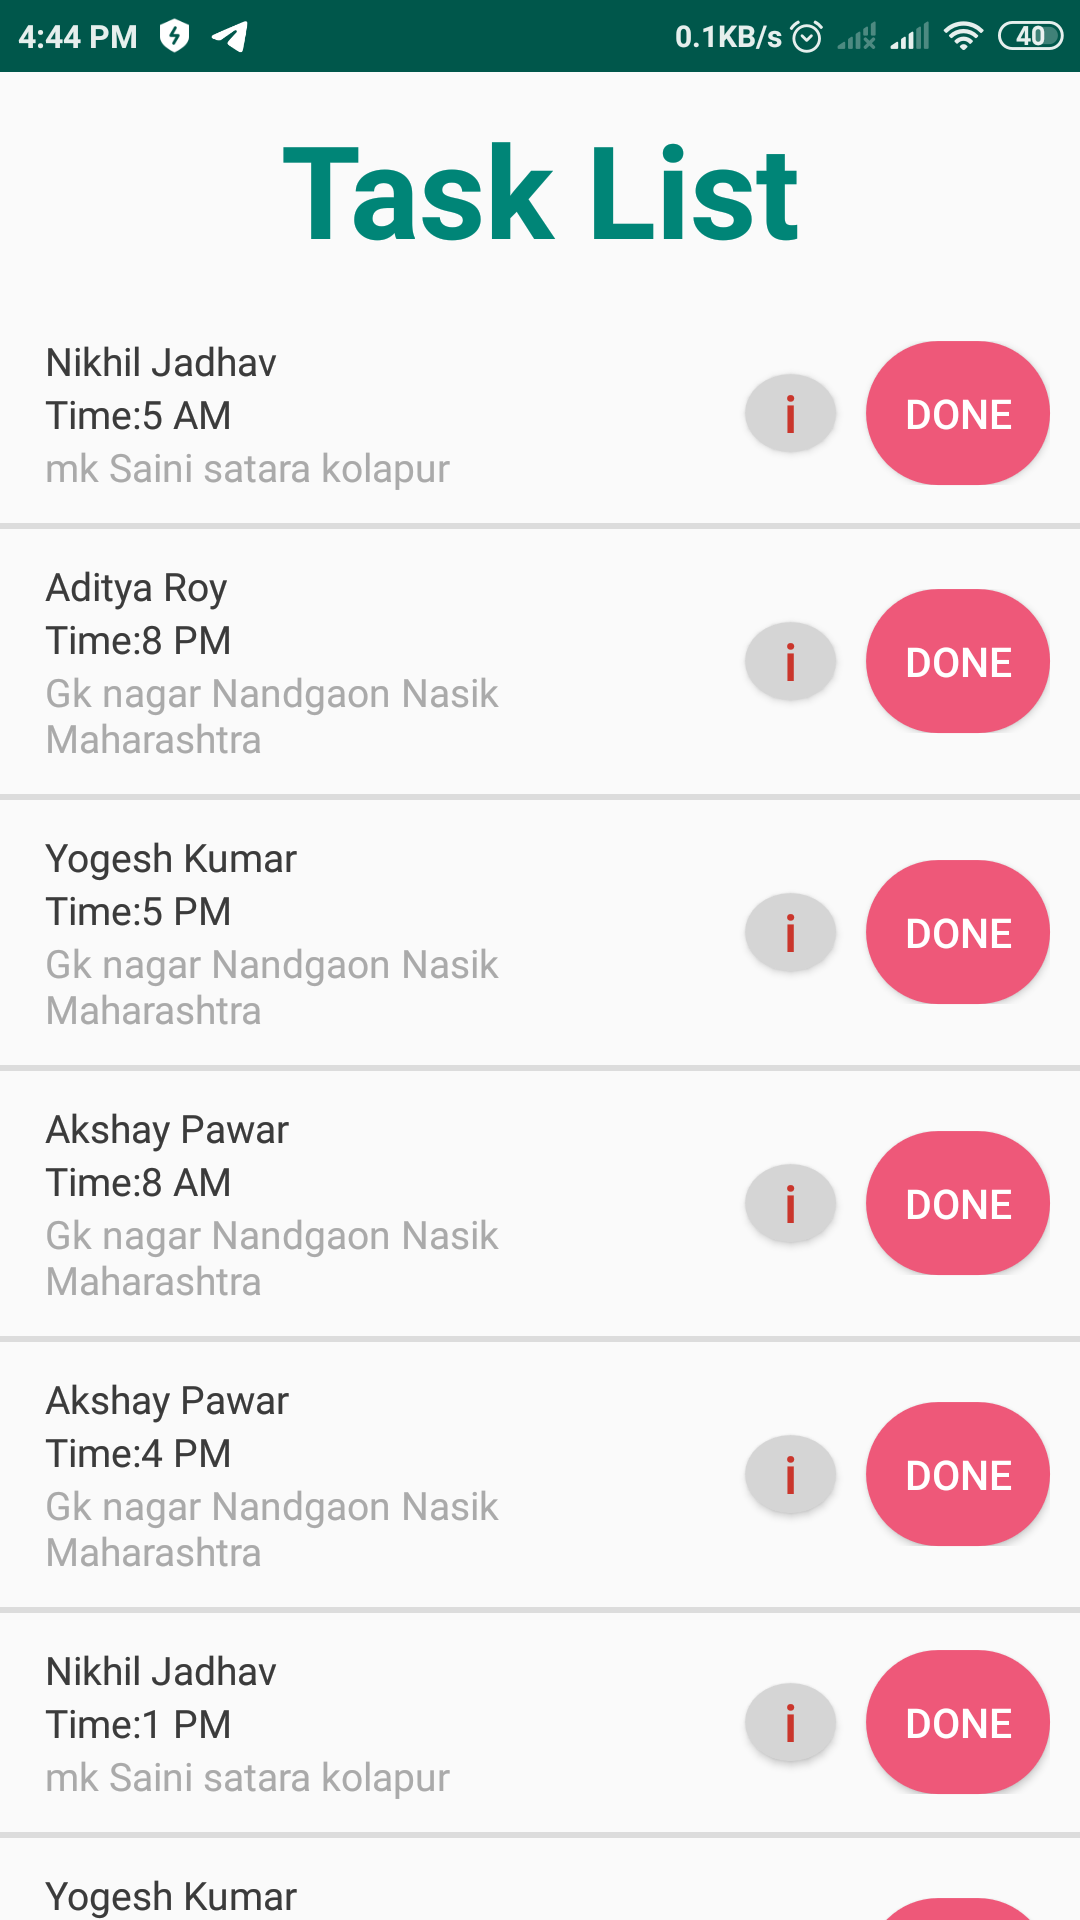 4:44 PM 0.1KB/s 40
Task List
Nikhil Jadhav
Time:5 AM
mk Saini satara kolapur
i DONE
Aditya Roy
Time:8 PM
Gk nagar Nandgaon Nasik
Maharashtra
i DONE
Yogesh Kumar
Time:5 PM
Gk nagar Nandgaon Nasik
Maharashtra
i DONE
Akshay Pawar
Time:8 AM
Gk nagar Nandgaon Nasik
Maharashtra
i DONE
Akshay Pawar
Time:4 PM
Gk nagar Nandgaon Nasik
Maharashtra
i DONE
Nikhil Jadhav
Time:1 PM
mk Saini satara kolapur
i DONE
Yogesh Kumar